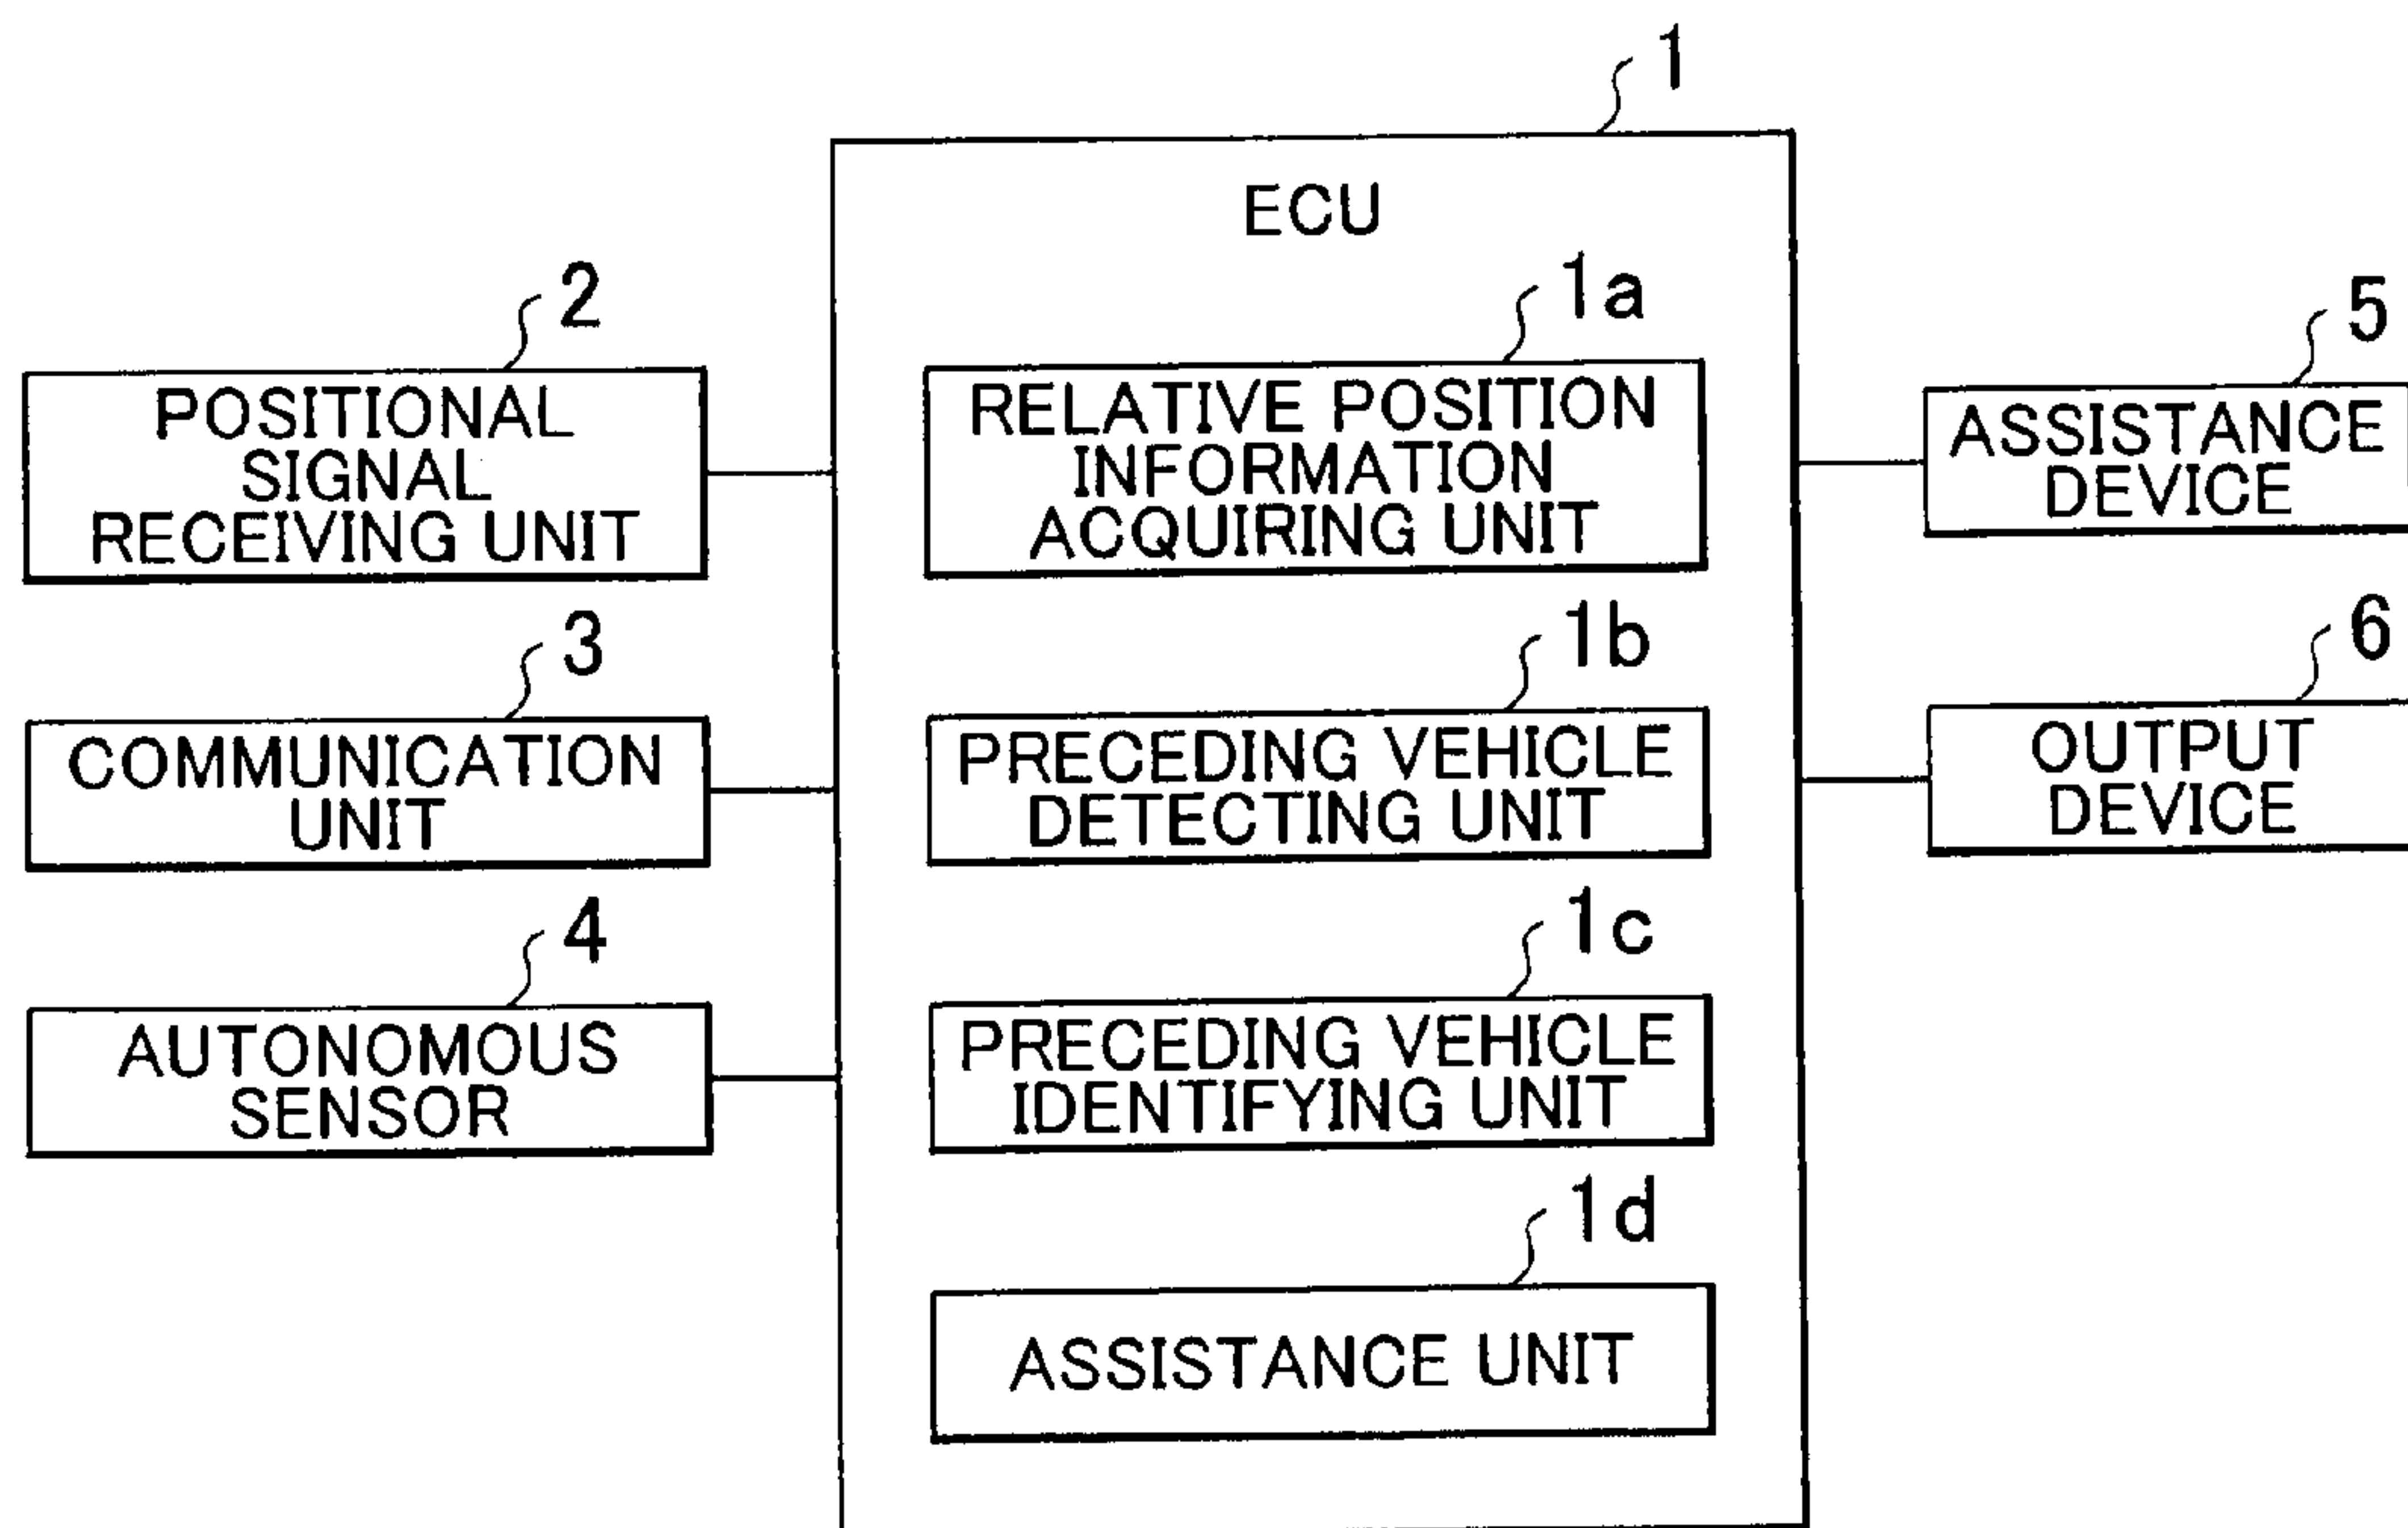 1
ECU
2
POSITIONAL
SIGNAL
RECEIVING UNIT
3
COMMUNICATION
UNIT
4
AUTONOMOUS
SENSOR
1a
RELATIVE POSITION
INFORMATION
ACQUIRING UNIT
1b
PRECEDING VEHICLE
DETECTING UNIT
1c
PRECEDING VEHICLE
IDENTIFYING UNIT
1d
ASSISTANCE UNIT
5
ASSISTANCE
DEVICE
6
OUTPUT
DEVICE